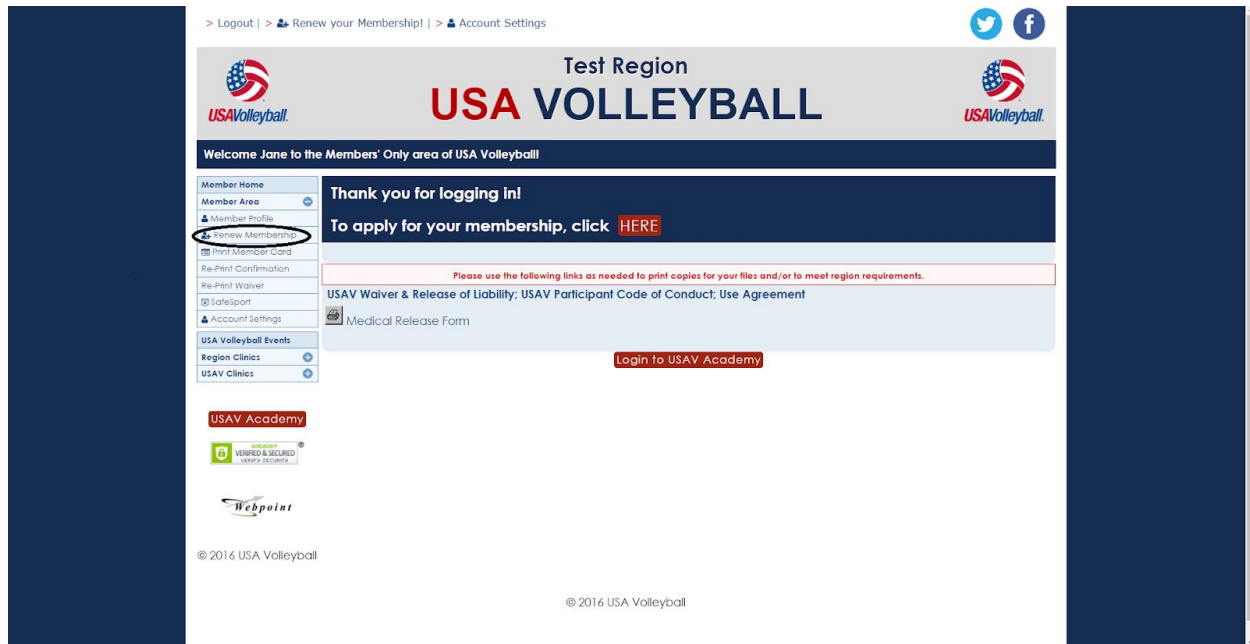 > Logout | > Renew your Membership! | > Account Settings
Test Region
USAVolleyball.
USA VOLLEYBALL
USAVolleyball.
Welcome Jane to the Members' Only area of USA Volleyball!
Member Home
Member Area
Member Profile
Renew Membership
Print Member Card
Re-Print Confirmation
Re-Print Waiver
SafeSport
Account Settings
USA Volleyball Events
Region Clinics
USAV Clinics
USAV Academy
GODADDY
VERIFIED & SECURED
VERIFY SECURITY
Webpoint
© 2016 USA Volleyball
Thank you for logging in!
To apply for your membership, click HERE
Please use the following links as needed to print copies for your files and/or to meet region requirements.
USAV Waiver & Release of Liability; USAV Participant Code of Conduct; Use Agreement
Medical Release Form
Login to USAV Academy
© 2016 USA Volleyball